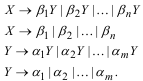 X → β₁Y | β₂Y | … | βₙY
X → β₁ | β₂ | … | βₙ
Y → α₁Y | α₂Y | … | αₘY
Y → α₁ | α₂ | … | αₘ.